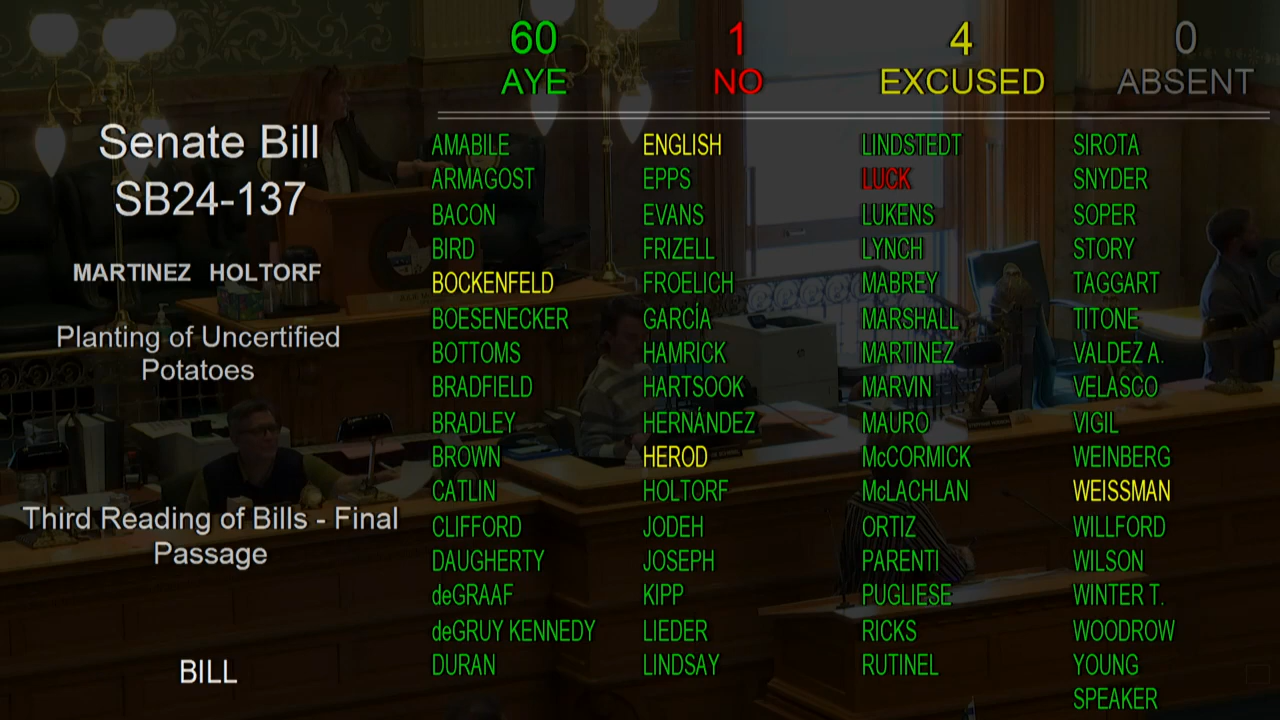 60 1 4 0
AYE NO EXCUSED ABSENT
Senate Bill
SB24-137
MARTINEZ HOLTORF
Planting of Uncertified
Potatoes
Third Reading of Bills - Final
Passage
BILL
AMABILE
ARMAGOST
BACON
BIRD
BOCKENFELD
BOESENECKER
BOTTOMS
BRADFIELD
BRADLEY
BROWN
CATLIN
CLIFFORD
DAUGHERTY
deGRAAF
deGRUY KENNEDY
DURAN
ENGLISH
EPPS
EVANS
FRIZELL
FROELICH
GARCÍA
HAMRICK
HARTSOOK
HERNÁNDEZ
HEROD
HOLTORF
JODEH
JOSEPH
KIPP
LIEDER
LINDSAY
LINDSTEDT
LUCK
LUKENS
LYNCH
MABREY
MARSHALL
MARTINEZ
MARVIN
MAURO
McCORMICK
McLACHLAN
ORTIZ
PARENTI
PUGLIESE
RICKS
RUTINEL
SIROTA
SNYDER
SOPER
STORY
TAGGART
TITONE
VALDEZ A.
VELASCO
VIGIL
WEINBERG
WEISSMAN
WILLFORD
WILSON
WINTER T.
WOODROW
YOUNG
SPEAKER